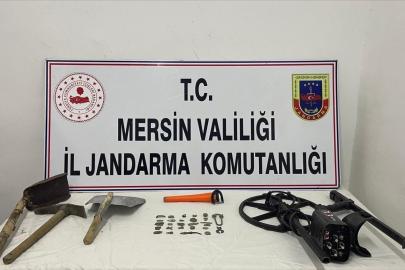 T.C.
MERSİN VALİLİĞİ
İL JANDARMA KOMUTANLIĞI